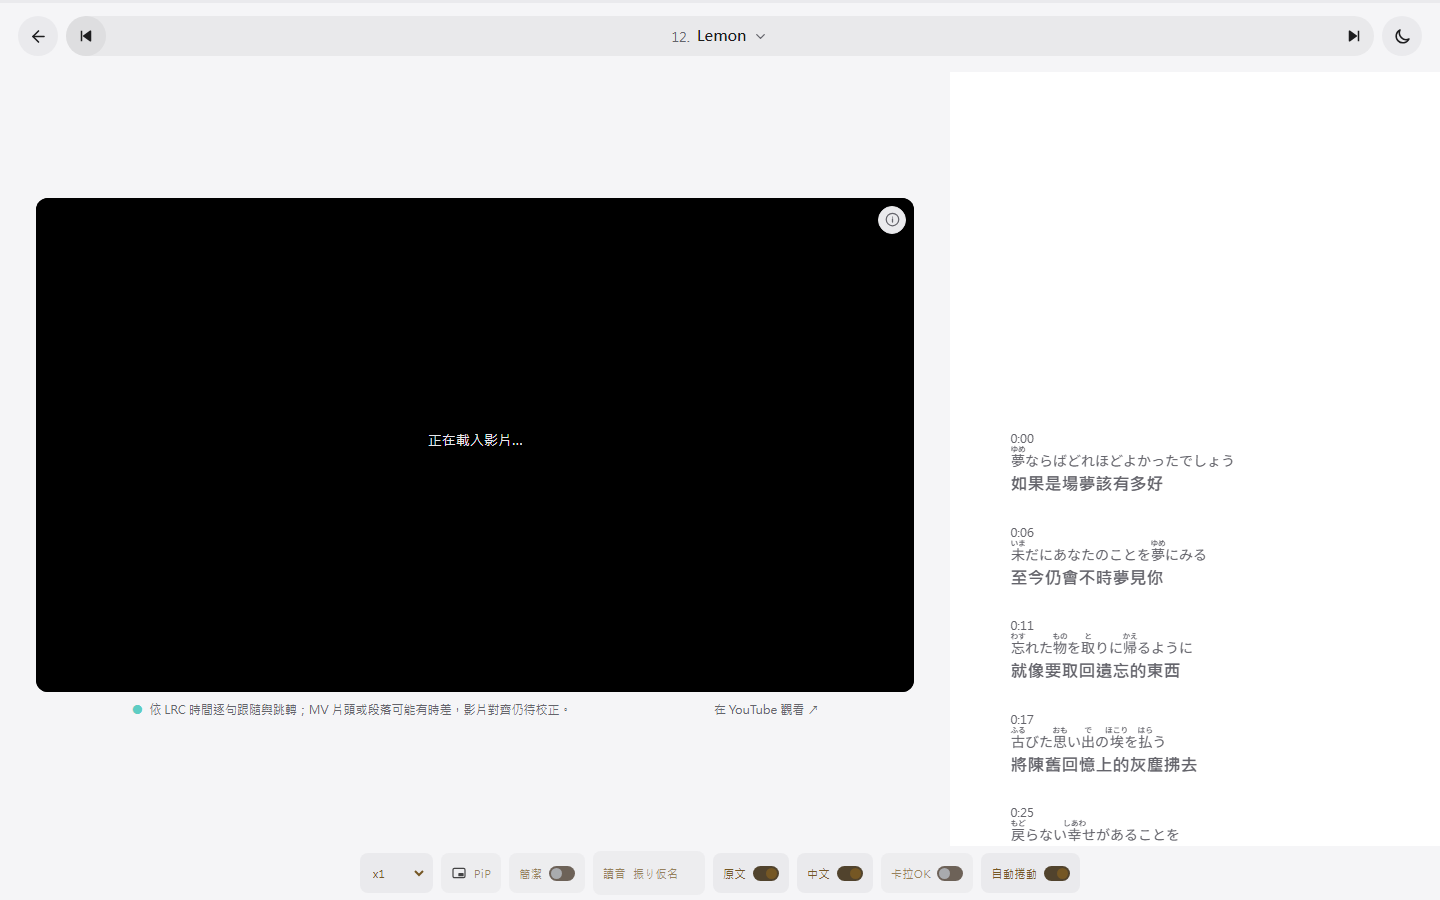 12. Lemon
正在載入影片...
依 LRC 時間逐句跟隨與跳轉；MV 片頭或段落可能有時差，影片對齊仍待校正。
在 YouTube 觀看 ↗
0:00
ゆめ
夢ならばどれほどよかったでしょう
如果是場夢該有多好
0:06
いま ゆめ
未だにあなたのことを夢にみる
至今仍會不時夢見你
0:11
わす もの と かえ
忘れた物を取りに帰るように
就像要取回遺忘的東西
0:17
ふる おも で ほこり はら
古びた思い出の埃を払う
將陳舊回憶上的灰塵拂去
0:25
もど しあわ
戻らない幸せがあることを
x1 PiP 簡潔 讀音 振り仮名 原文 中文 卡拉OK 自動捲動